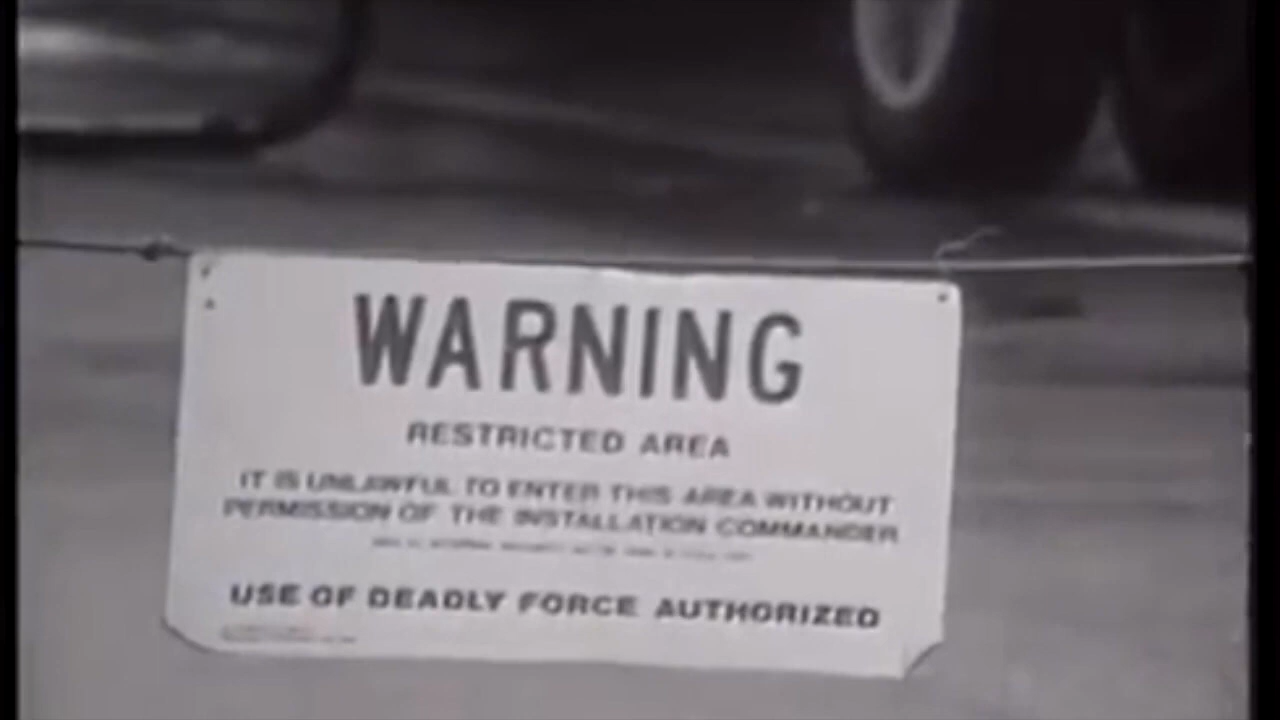 WARNING
RESTRICTED AREA
IT IS UNLAWFUL TO ENTER THIS AREA WITHOUT
PERMISSION OF THE INSTALLATION COMMANDER
USE OF DEADLY FORCE AUTHORIZED